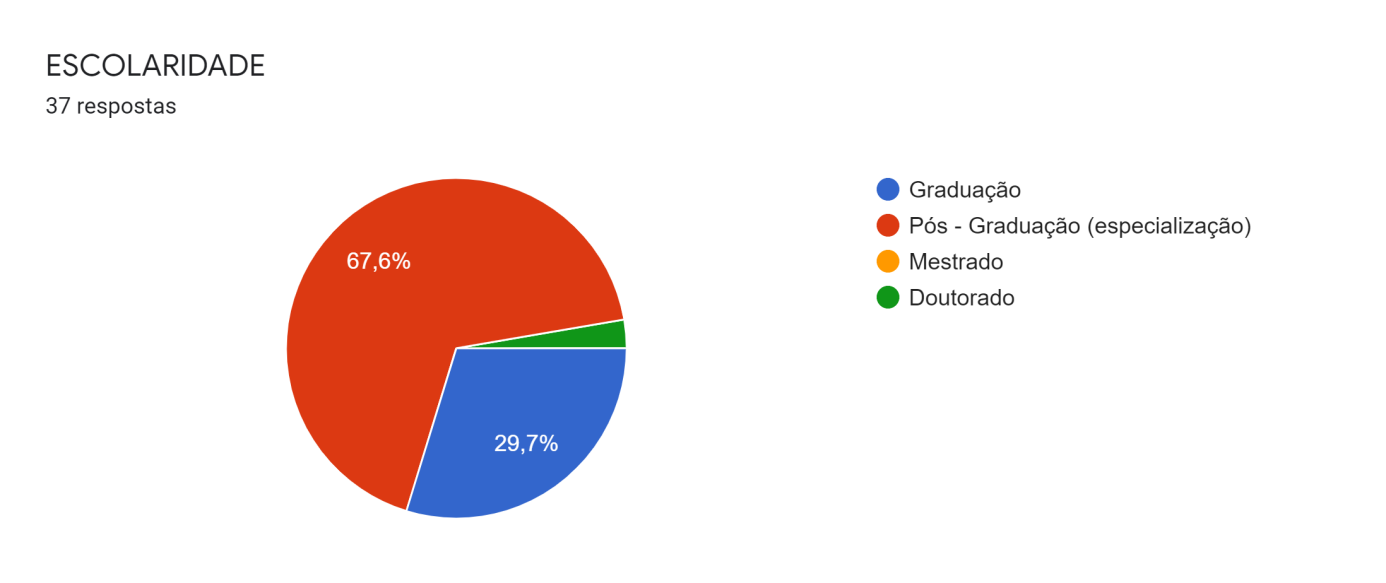 ESCOLARIDADE
37 respostas
67,6%
29,7%
Graduação
Pós - Graduação (especialização)
Mestrado
Doutorado